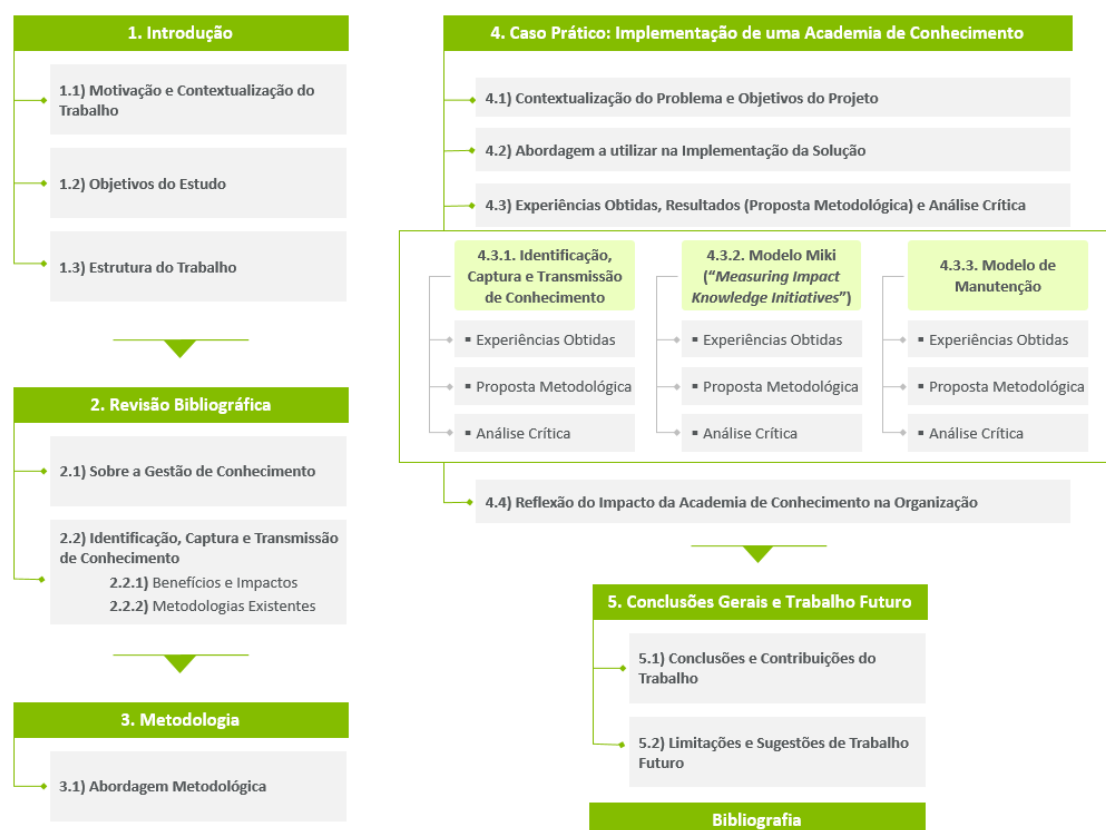 1. Introdução
1.1) Motivação e Contextualização do
Trabalho
1.2) Objetivos do Estudo
1.3) Estrutura do Trabalho
2. Revisão Bibliográfica
2.1) Sobre a Gestão de Conhecimento
2.2) Identificação, Captura e Transmissão
de Conhecimento
2.2.1) Benefícios e Impactos
2.2.2) Metodologias Existentes
3. Metodologia
3.1) Abordagem Metodológica
4. Caso Prático: Implementação de uma Academia de Conhecimento
4.1) Contextualização do Problema e Objetivos do Projeto
4.2) Abordagem a utilizar na Implementação da Solução
4.3) Experiências Obtidas, Resultados (Proposta Metodológica) e Análise Crítica
4.3.1. Identificação,
Captura e Transmissão
de Conhecimento
▪ Experiências Obtidas
▪ Proposta Metodológica
▪ Análise Crítica
4.3.2. Modelo Miki
(“Measuring Impact
Knowledge Initiatives”)
▪ Experiências Obtidas
▪ Proposta Metodológica
▪ Análise Crítica
4.3.3. Modelo de
Manutenção
▪ Experiências Obtidas
▪ Proposta Metodológica
▪ Análise Crítica
4.4) Reflexão do Impacto da Academia de Conhecimento na Organização
5. Conclusões Gerais e Trabalho Futuro
5.1) Conclusões e Contribuições do
Trabalho
5.2) Limitações e Sugestões de Trabalho
Futuro
Bibliografia